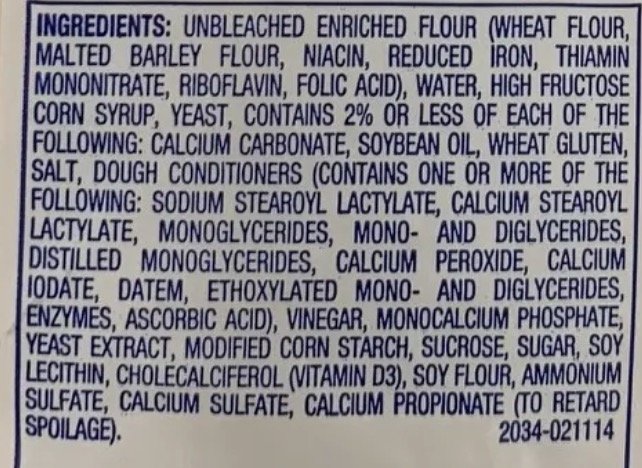 INGREDIENTS: UNBLEACHED ENRICHED FLOUR (WHEAT FLOUR,
MALTED BARLEY FLOUR, NIACIN, REDUCED IRON, THIAMIN
MONONITRATE, RIBOFLAVIN, FOLIC ACID), WATER, HIGH FRUCTOSE
CORN SYRUP, YEAST, CONTAINS 2% OR LESS OF EACH OF THE
FOLLOWING: CALCIUM CARBONATE, SOYBEAN OIL, WHEAT GLUTEN,
SALT, DOUGH CONDITIONERS (CONTAINS ONE OR MORE OF THE
FOLLOWING: SODIUM STEAROYL LACTYLATE, CALCIUM STEAROYL
LACTYLATE, MONOGLYCERIDES, MONO- AND DIGLYCERIDES,
DISTILLED MONOGLYCERIDES, CALCIUM PEROXIDE, CALCIUM
IODATE, DATEM, ETHOXYLATED MONO- AND DIGLYCERIDES,
ENZYMES, ASCORBIC ACID), VINEGAR, MONOCALCIUM PHOSPHATE,
YEAST EXTRACT, MODIFIED CORN STARCH, SUCROSE, SUGAR, SOY
LECITHIN, CHOLECALCIFEROL (VITAMIN D3), SOY FLOUR, AMMONIUM
SULFATE, CALCIUM SULFATE, CALCIUM PROPIONATE (TO RETARD
SPOILAGE). 2034-021114